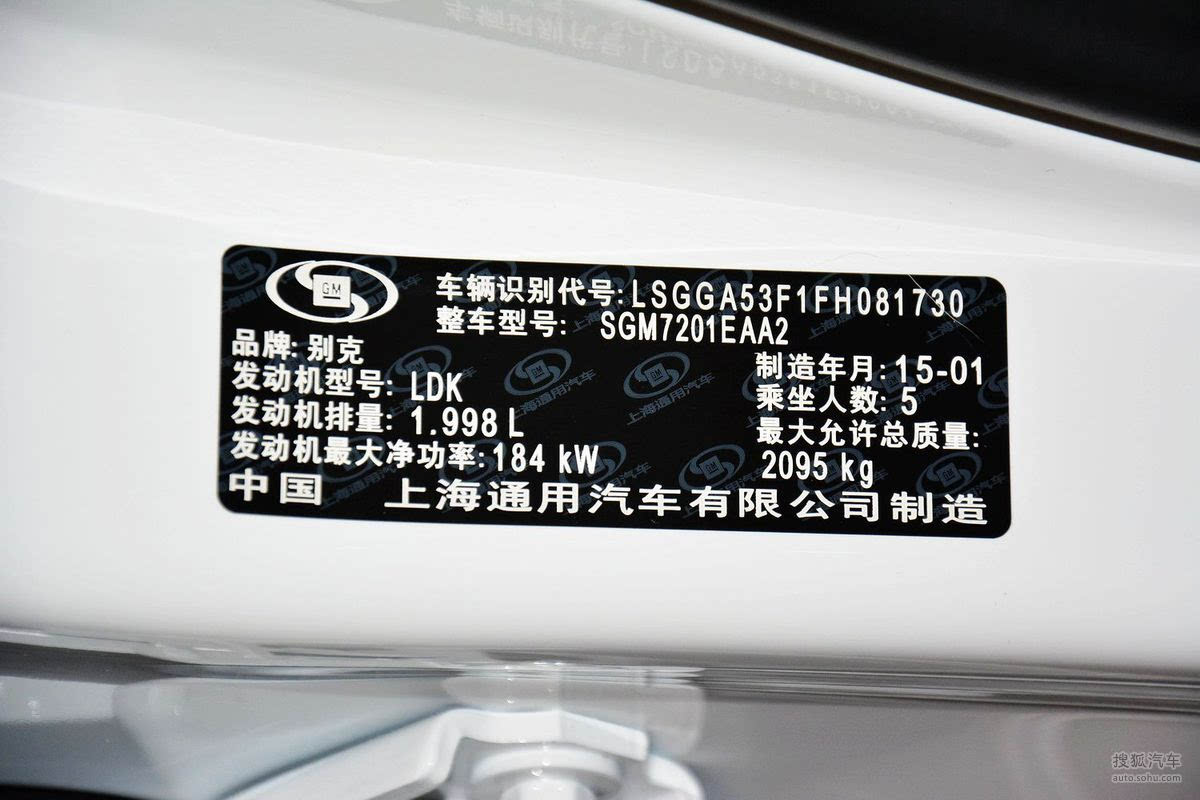 GM
车辆识别代号:LSGGA53F1FH081730
整车型号: SGM7201EAA2
品牌: 别克
制造年月:15-01
发动机型号: LDK
乘坐人数: 5
发动机排量: 1.998 L
最大允许总质量:
发动机最大净功率:184 kW
2095 kg
中国 上海通用汽车有限公司制造
搜狐汽车
auto.sohu.com